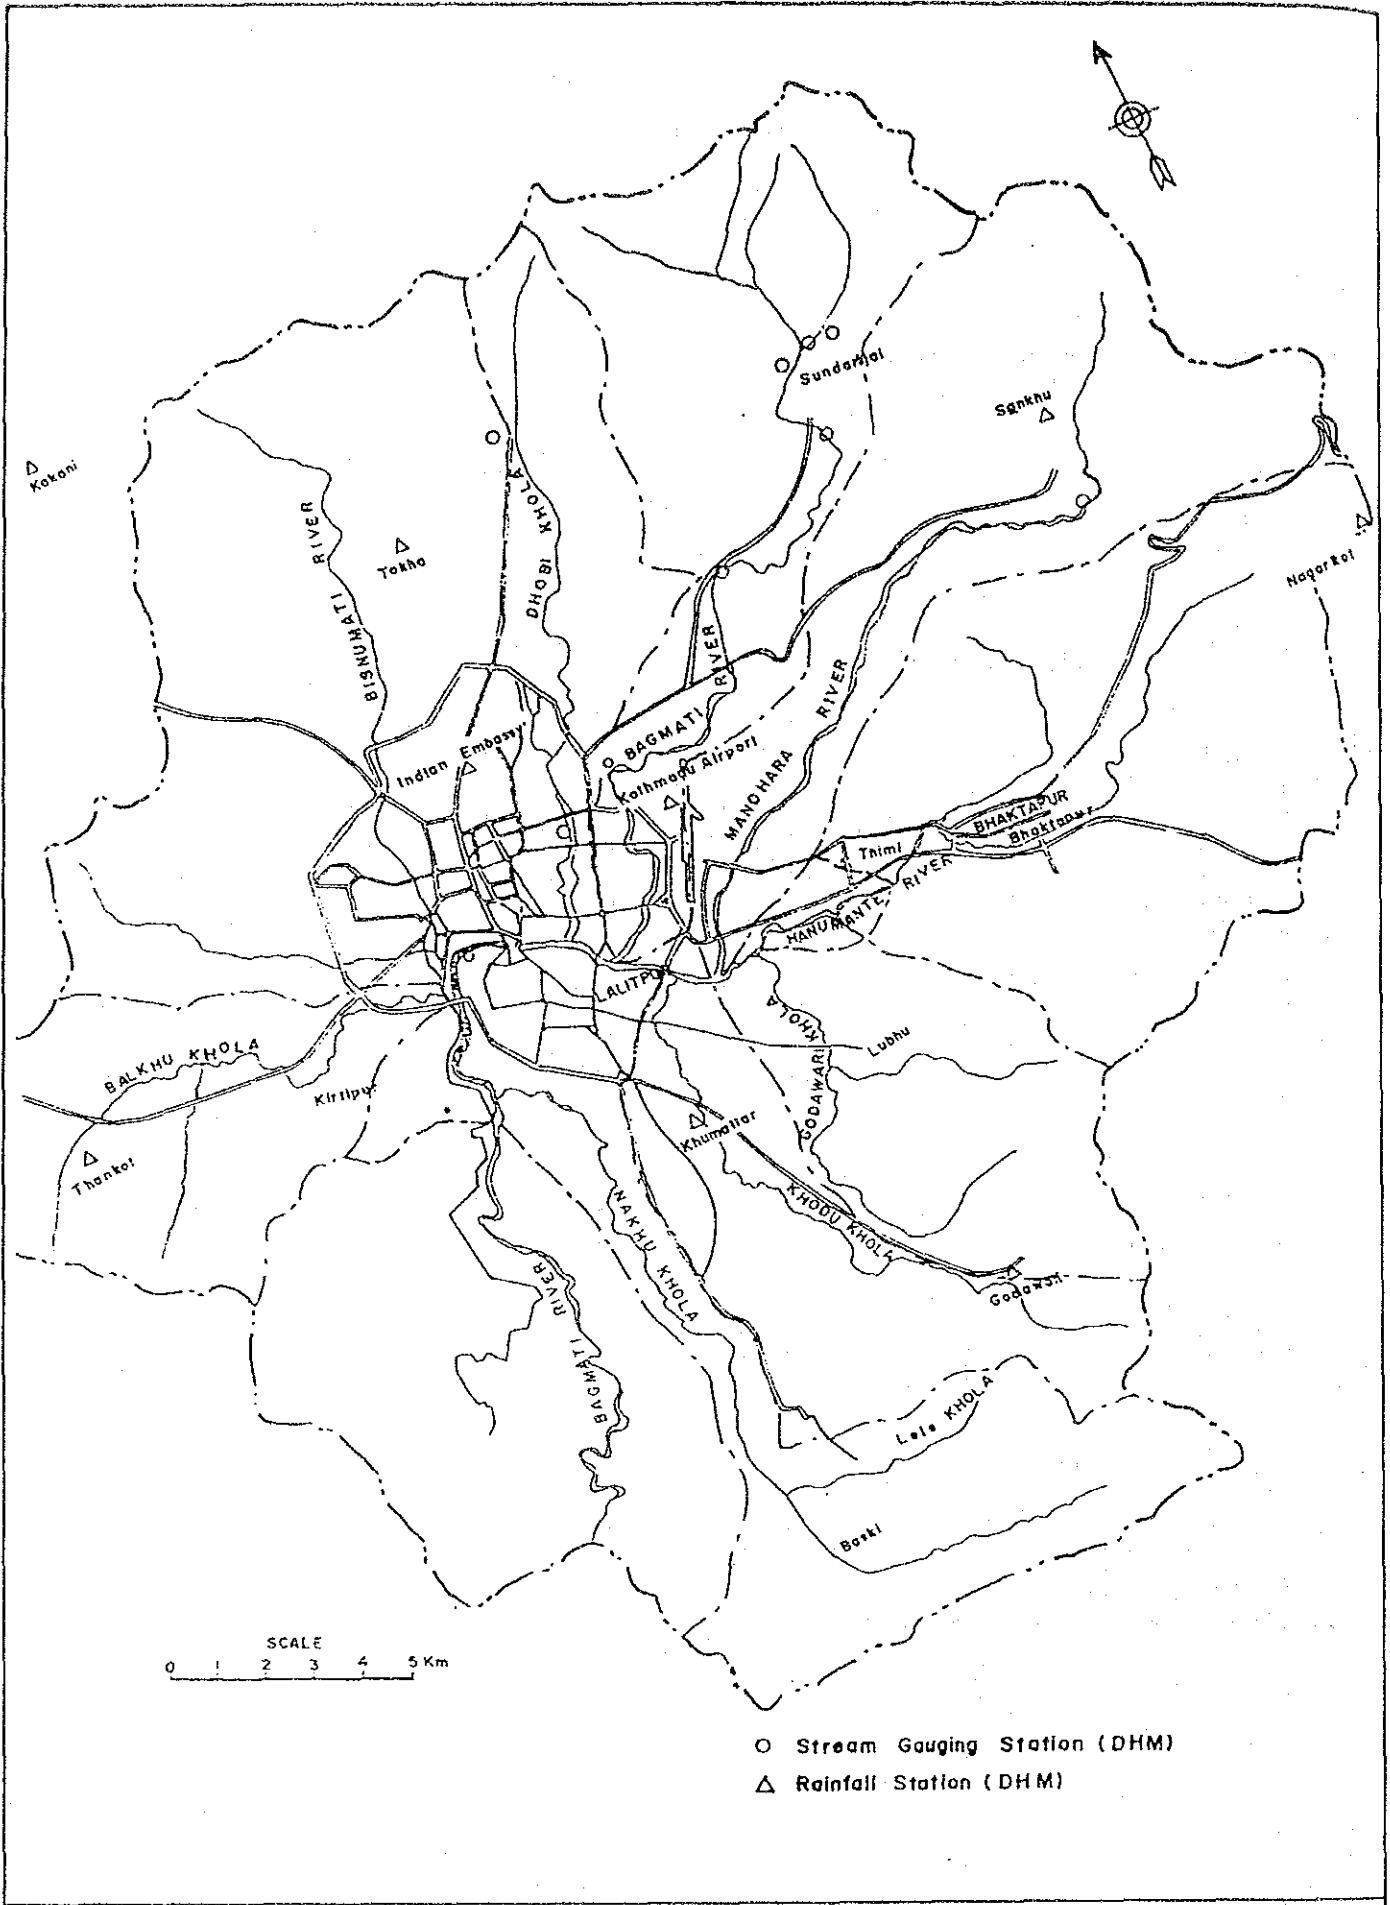 Sundarijal
Sankhu
Kakani
DHOBI KHOLA
BISNUMATI RIVER
Tokha
Nagarkot
BAGMATI RIVER
MANOHARA RIVER
Indian Embassy
Kathmadu Airport
BHAKTAPUR
Bhaktapur
Thimi
HANUMANTE RIVER
LALITPUR
GODAWARI KHOLA
Lubhu
BALKHU KHOLA
Kirtipur
Khumaltar
Thankot
NAKHU KHOLA
KHODU KHOLA
Godawari
BAGMATI RIVER
Lele KHOLA
Baski
SCALE
0 1 2 3 4 5 Km
Stream Gauging Station (DHM)
Rainfall Station (DHM)